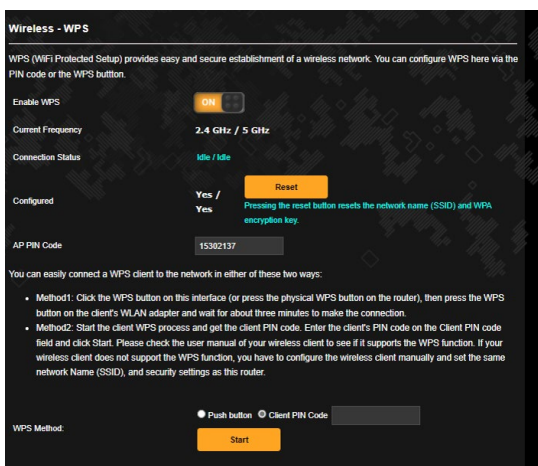 Wireless - WPS
WPS (WiFi Protected Setup) provides easy and secure establishment of a wireless network. You can configure WPS here via the
PIN code or the WPS buttton.
Enable WPS
ON
Current Frequency
2.4 GHz / 5 GHz
Connection Status
Idle / Idle
Configured
Yes /
Yes
Reset
Pressing the reset button resets the network name (SSID) and WPA
encryption key.
AP PIN Code
15302137
You can easily connect a WPS client to the network in either of these two ways:
• Method1: Click the WPS button on this interface (or press the physical WPS button on the router), then press the WPS
button on the client's WLAN adapter and wait for about three minutes to make the connection.
• Method2: Start the client WPS process and get the client PIN code. Enter the client's PIN code on the Client PIN code
field and click Start. Please check the user manual of your wireless client to see if it supports the WPS function. If your
wireless client does not support the WPS function, you have to configure the wireless client manually and set the same
network Name (SSID), and security settings as this router.
WPS Method:
Push button Client PIN Code
Start